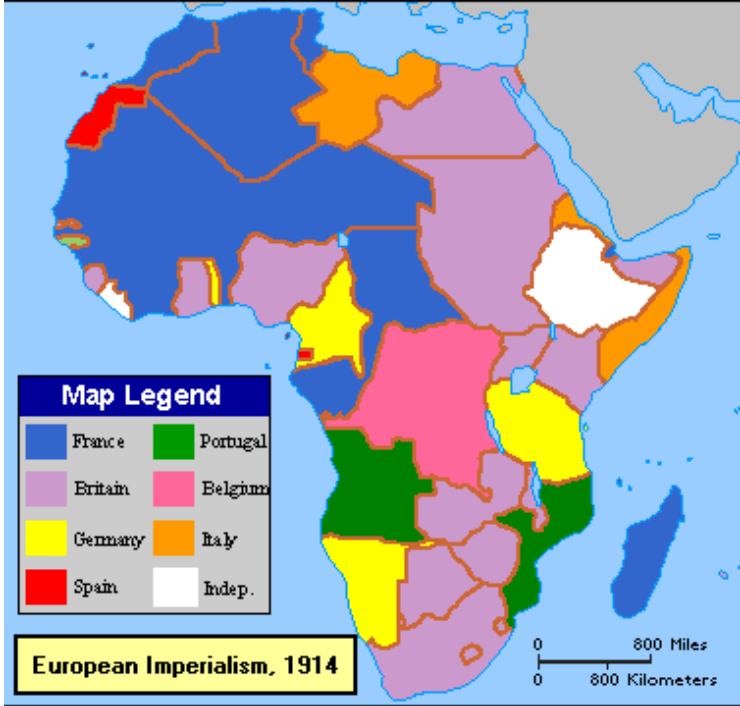 Map Legend
France
Portugal
Britain
Belgium
Germany
Italy
Spain
Indep.
European Imperialism, 1914
0 800 Miles
0 800 Kilometers